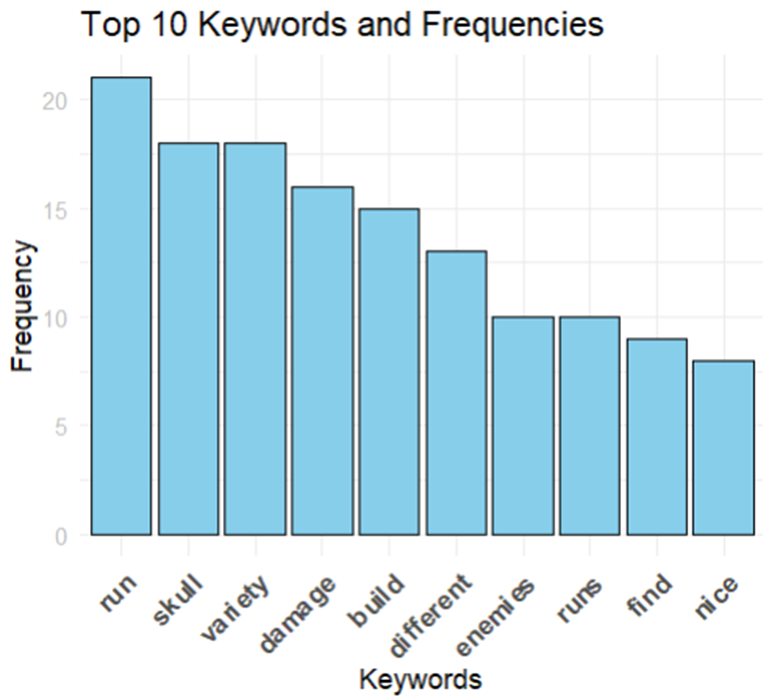 Top 10 Keywords and Frequencies
Frequency
20
15
10
5
0
run
skull
variety
damage
build
different
enemies
runs
find
nice
Keywords